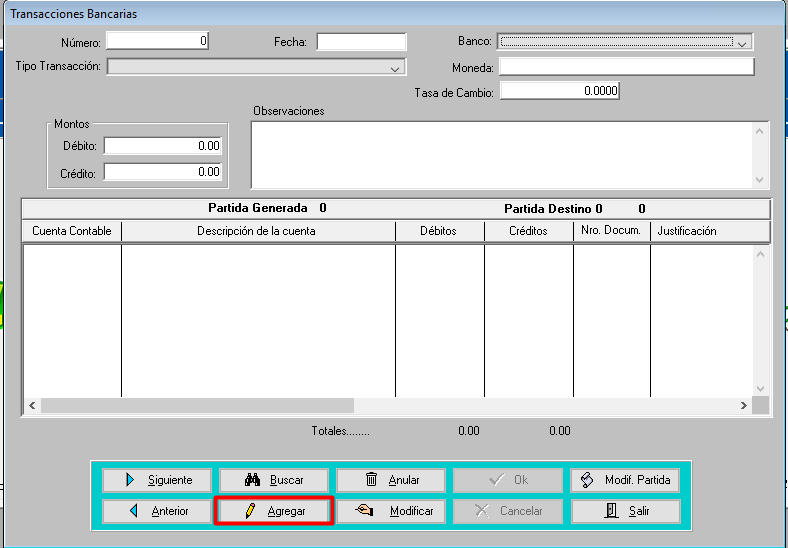 Transacciones Bancarias
Número: 0 Fecha: Banco:
Tipo Transacción: Moneda:
Tasa de Cambio: 0.0000
Montos Observaciones
Débito: 0.00
Crédito: 0.00
Partida Generada 0 Partida Destino 0 0
Cuenta Contable Descripción de la cuenta Débitos Créditos Nro. Docum. Justificación
Totales........ 0.00 0.00
Siguiente Buscar Anular Ok Modif. Partida
Anterior Agregar Modificar Cancelar Salir